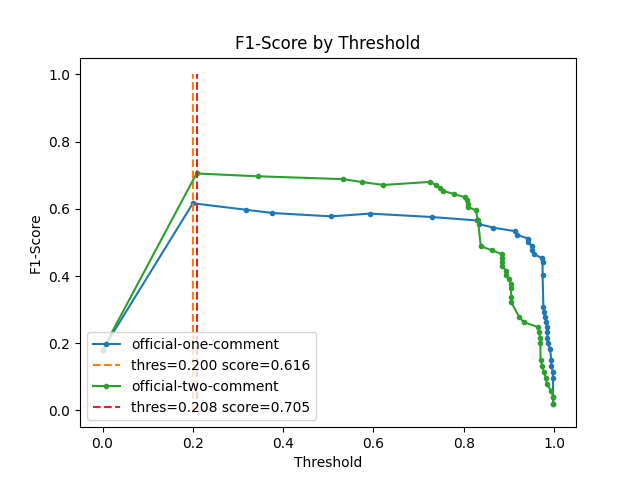 F1-Score by Threshold
1.0
0.8
0.6
0.4
0.2
0.0
F1-Score
official-one-comment
thres=0.200 score=0.616
official-two-comment
thres=0.208 score=0.705
0.0 0.2 0.4 0.6 0.8 1.0
Threshold